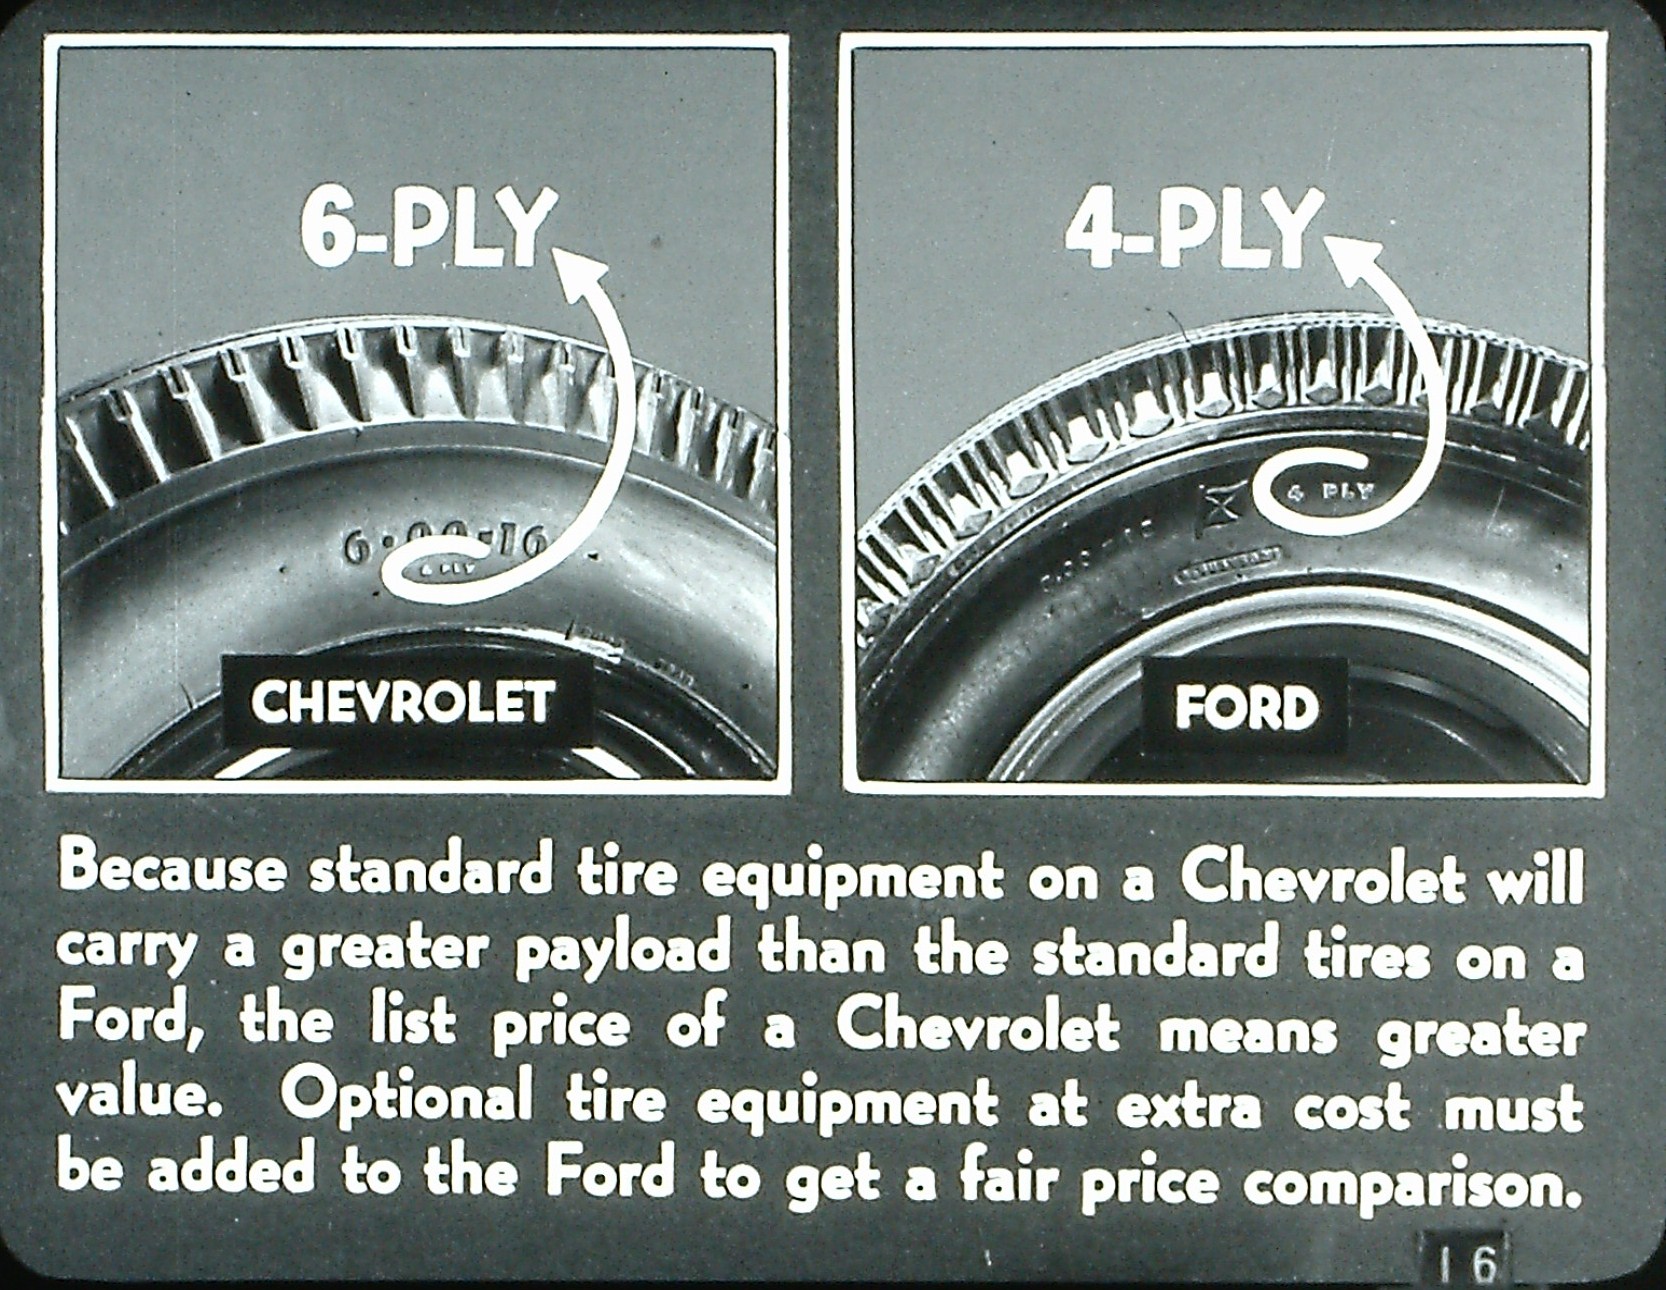 6-PLY
4-PLY
6·00-16
6 PLY
4 PLY
CHEVROLET
FORD
Because standard tire equipment on a Chevrolet will
carry a greater payload than the standard tires on a
Ford, the list price of a Chevrolet means greater
value. Optional tire equipment at extra cost must
be added to the Ford to get a fair price comparison.
16